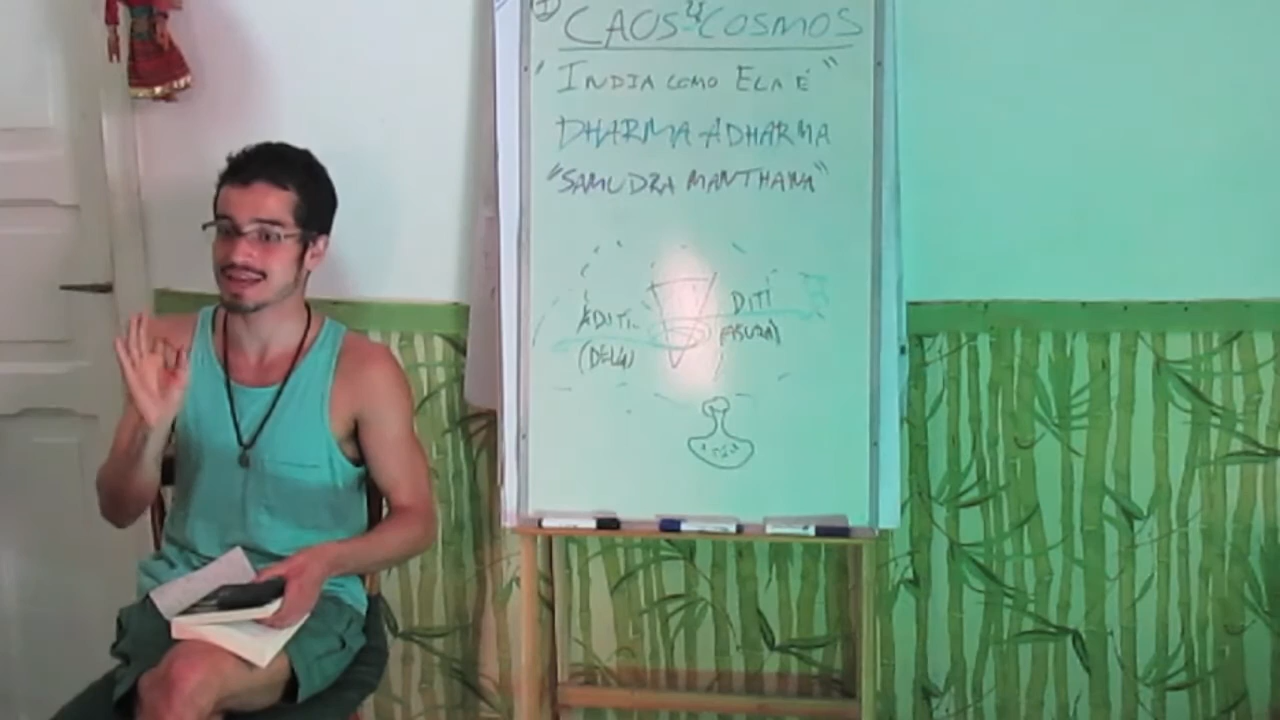 CAOS COSMOS
"INDIA COMO ELA É"
DHARMA - ADHARMA
"SAMUDRA MANTHANA"
ADITI DITI
(DEVA) (ASURA)